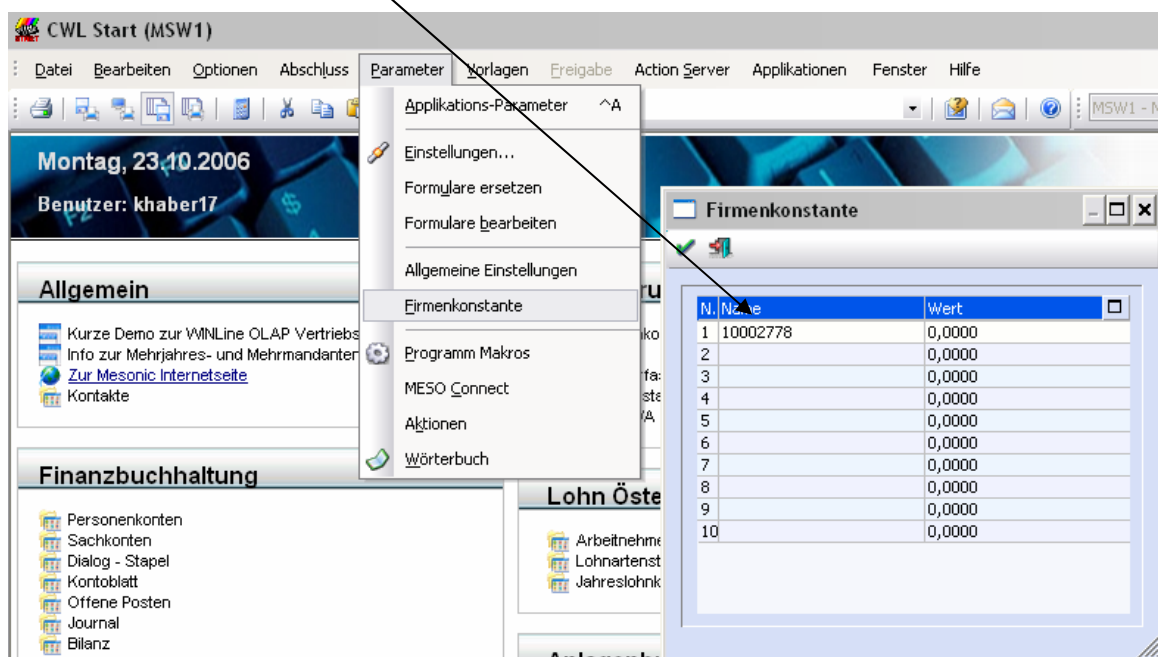 CWL Start (MSW1)
Datei Bearbeiten Optionen Abschluss Parameter Vorlagen Freigabe Action Server Applikationen Fenster Hilfe
MSW1 -
Applikations-Parameter ^A
Einstellungen...
Formulare ersetzen
Formulare bearbeiten
Allgemeine Einstellungen
Firmenkonstante
Programm Makros
MESO Connect
Aktionen
Wörterbuch
Montag, 23.10.2006
Benutzer: khaber17
Allgemein
Kurze Demo zur WINLine OLAP Vertriebs
Info zur Mehrjahres- und Mehrmandanten
Zur Mesonic Internetseite
Kontakte
Finanzbuchhaltung
Personenkonten
Sachkonten
Dialog - Stapel
Kontoblatt
Offene Posten
Journal
Bilanz
Lohn Öste
Arbeitnehme
Lohnartenst
Jahreslohnk
Firmenkonstante
N. Name Wert
1 10002778 0,0000
2 0,0000
3 0,0000
4 0,0000
5 0,0000
6 0,0000
7 0,0000
8 0,0000
9 0,0000
10 0,0000